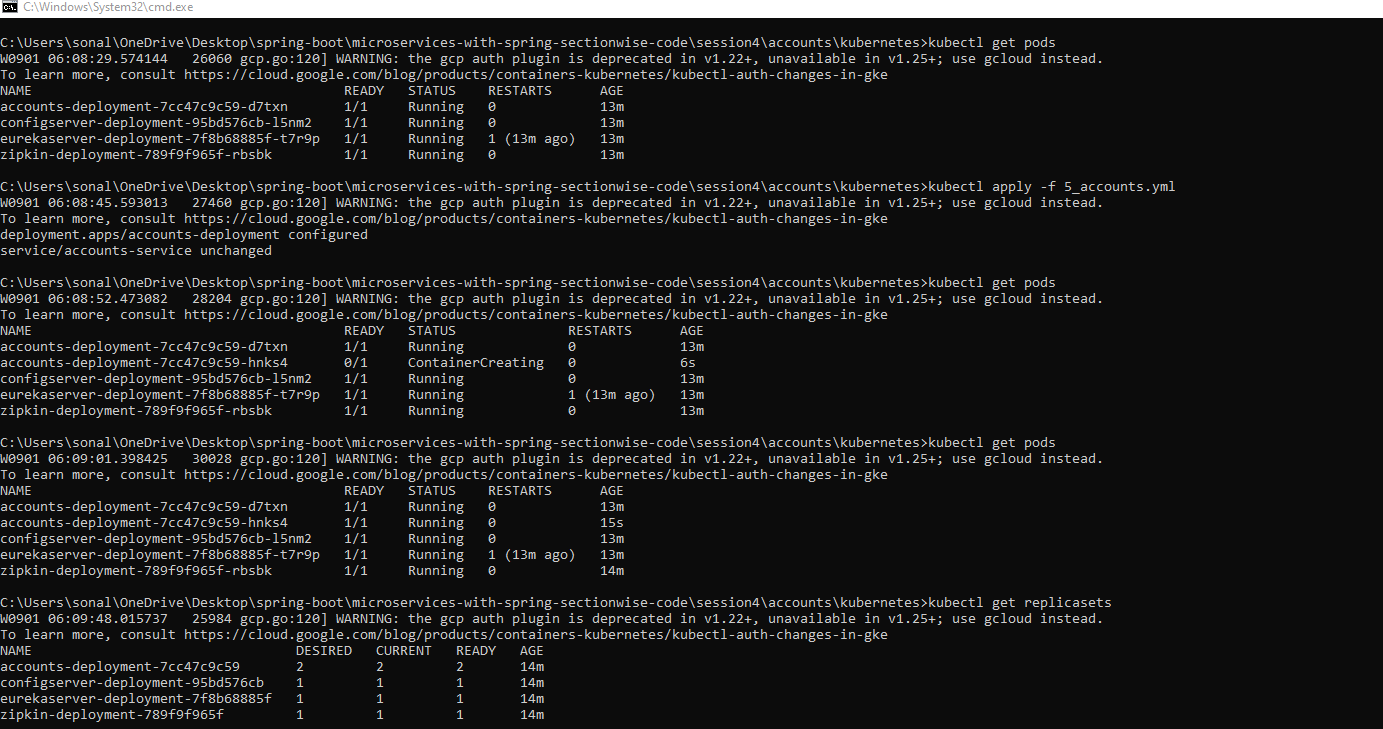 C:\Windows\System32\cmd.exe
C:\Users\sonal\OneDrive\Desktop\spring-boot\microservices-with-spring-sectionwise-code\session4\accounts\kubernetes>kubectl get pods
W0901 06:08:29.574144   26060 gcp.go:120] WARNING: the gcp auth plugin is deprecated in v1.22+, unavailable in v1.25+; use gcloud instead.
To learn more, consult https://cloud.google.com/blog/products/containers-kubernetes/kubectl-auth-changes-in-gke
NAME                                       READY   STATUS    RESTARTS      AGE
accounts-deployment-7cc47c9c59-d7txn       1/1     Running   0             13m
configserver-deployment-95bd576cb-l5nm2    1/1     Running   0             13m
eurekaserver-deployment-7f8b68885f-t7r9p   1/1     Running   1 (13m ago)   13m
zipkin-deployment-789f9f965f-rbsbk         1/1     Running   0             13m
C:\Users\sonal\OneDrive\Desktop\spring-boot\microservices-with-spring-sectionwise-code\session4\accounts\kubernetes>kubectl apply -f 5_accounts.yml
W0901 06:08:45.593013   27460 gcp.go:120] WARNING: the gcp auth plugin is deprecated in v1.22+, unavailable in v1.25+; use gcloud instead.
To learn more, consult https://cloud.google.com/blog/products/containers-kubernetes/kubectl-auth-changes-in-gke
deployment.apps/accounts-deployment configured
service/accounts-service unchanged
C:\Users\sonal\OneDrive\Desktop\spring-boot\microservices-with-spring-sectionwise-code\session4\accounts\kubernetes>kubectl get pods
W0901 06:08:52.473082   28204 gcp.go:120] WARNING: the gcp auth plugin is deprecated in v1.22+, unavailable in v1.25+; use gcloud instead.
To learn more, consult https://cloud.google.com/blog/products/containers-kubernetes/kubectl-auth-changes-in-gke
NAME                                       READY   STATUS              RESTARTS      AGE
accounts-deployment-7cc47c9c59-d7txn       1/1     Running             0             13m
accounts-deployment-7cc47c9c59-hnks4       0/1     ContainerCreating   0             6s
configserver-deployment-95bd576cb-l5nm2    1/1     Running             0             13m
eurekaserver-deployment-7f8b68885f-t7r9p   1/1     Running             1 (13m ago)   13m
zipkin-deployment-789f9f965f-rbsbk         1/1     Running             0             13m
C:\Users\sonal\OneDrive\Desktop\spring-boot\microservices-with-spring-sectionwise-code\session4\accounts\kubernetes>kubectl get pods
W0901 06:09:01.398425   30028 gcp.go:120] WARNING: the gcp auth plugin is deprecated in v1.22+, unavailable in v1.25+; use gcloud instead.
To learn more, consult https://cloud.google.com/blog/products/containers-kubernetes/kubectl-auth-changes-in-gke
NAME                                       READY   STATUS    RESTARTS      AGE
accounts-deployment-7cc47c9c59-d7txn       1/1     Running   0             13m
accounts-deployment-7cc47c9c59-hnks4       1/1     Running   0             15s
configserver-deployment-95bd576cb-l5nm2    1/1     Running   0             13m
eurekaserver-deployment-7f8b68885f-t7r9p   1/1     Running   1 (13m ago)   13m
zipkin-deployment-789f9f965f-rbsbk         1/1     Running   0             14m
C:\Users\sonal\OneDrive\Desktop\spring-boot\microservices-with-spring-sectionwise-code\session4\accounts\kubernetes>kubectl get replicasets
W0901 06:09:48.015737   25984 gcp.go:120] WARNING: the gcp auth plugin is deprecated in v1.22+, unavailable in v1.25+; use gcloud instead.
To learn more, consult https://cloud.google.com/blog/products/containers-kubernetes/kubectl-auth-changes-in-gke
NAME                                 DESIRED   CURRENT   READY   AGE
accounts-deployment-7cc47c9c59       2         2         2       14m
configserver-deployment-95bd576cb    1         1         1       14m
eurekaserver-deployment-7f8b68885f   1         1         1       14m
zipkin-deployment-789f9f965f         1         1         1       14m